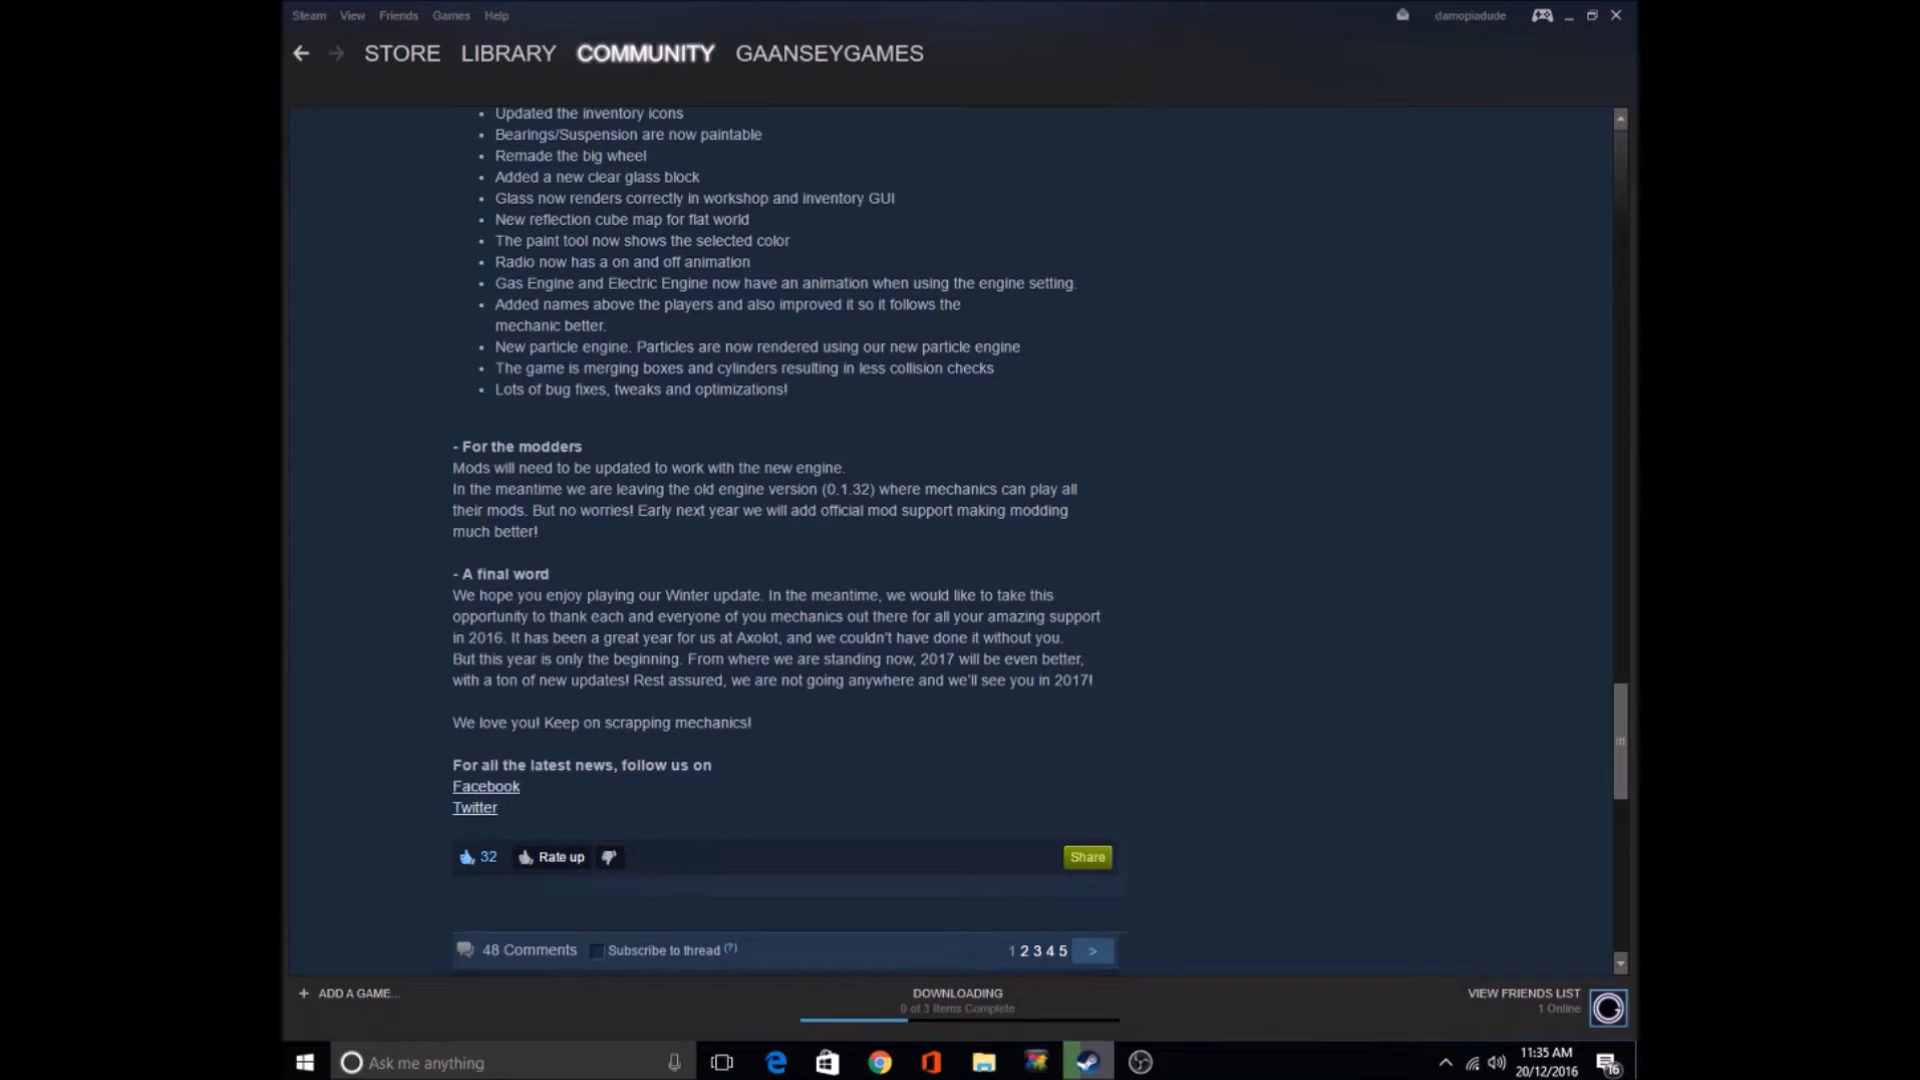 Steam View Friends Games Help damopiadude
STORE LIBRARY COMMUNITY GAANSEYGAMES
• Updated the inventory icons
• Bearings/Suspension are now paintable
• Remade the big wheel
• Added a new clear glass block
• Glass now renders correctly in workshop and inventory GUI
• New reflection cube map for flat world
• The paint tool now shows the selected color
• Radio now has a on and off animation
• Gas Engine and Electric Engine now have an animation when using the engine setting.
• Added names above the players and also improved it so it follows the
mechanic better.
• New particle engine. Particles are now rendered using our new particle engine
• The game is merging boxes and cylinders resulting in less collision checks
• Lots of bug fixes, tweaks and optimizations!
- For the modders
Mods will need to be updated to work with the new engine.
In the meantime we are leaving the old engine version (0.1.32) where mechanics can play all
their mods. But no worries! Early next year we will add official mod support making modding
much better!
- A final word
We hope you enjoy playing our Winter update. In the meantime, we would like to take this
opportunity to thank each and everyone of you mechanics out there for all your amazing support
in 2016. It has been a great year for us at Axolot, and we couldn't have done it without you.
But this year is only the beginning. From where we are standing now, 2017 will be even better,
with a ton of new updates! Rest assured, we are not going anywhere and we'll see you in 2017!
We love you! Keep on scrapping mechanics!
For all the latest news, follow us on
Facebook
Twitter
32 Rate up Share
48 Comments Subscribe to thread (?) 1 2 3 4 5 >
+ ADD A GAME... DOWNLOADING VIEW FRIENDS LIST
0 of 3 Items Complete 1 Online
Ask me anything 11:35 AM
20/12/2016 16